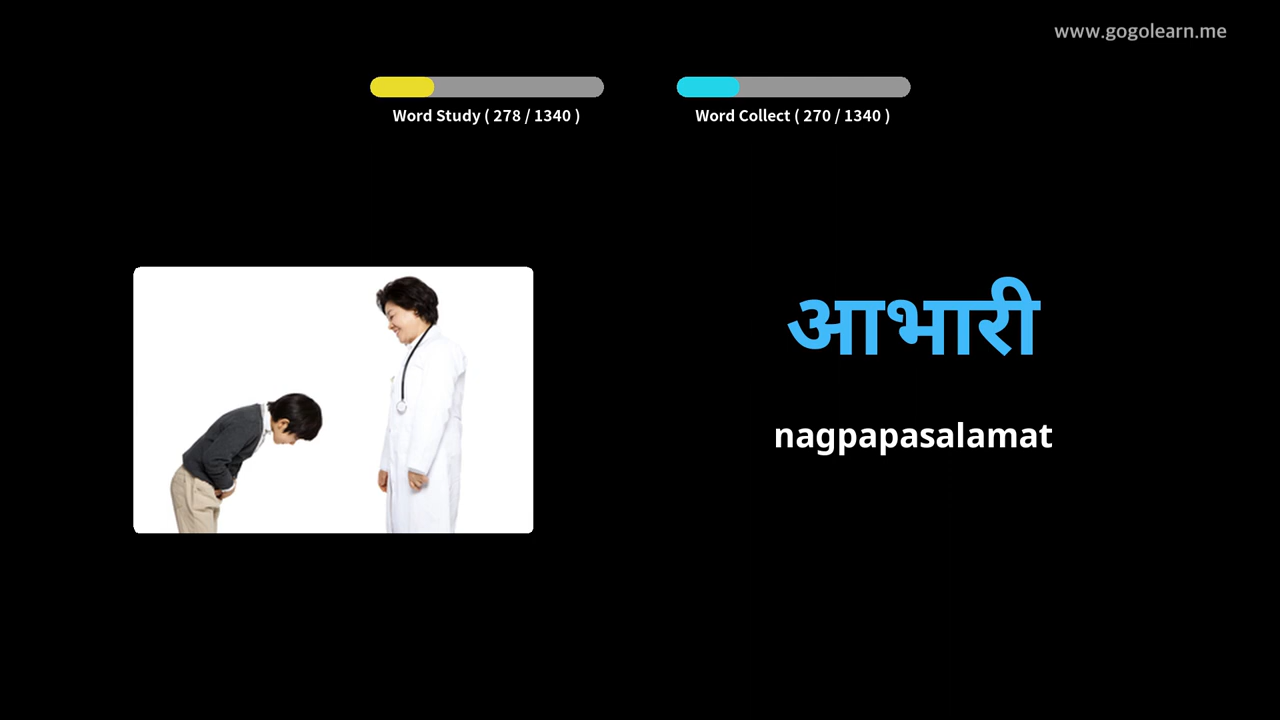 www.gogolearn.me
Word Study ( 278 / 1340 )
Word Collect ( 270 / 1340 )
आभारी
nagpapasalamat